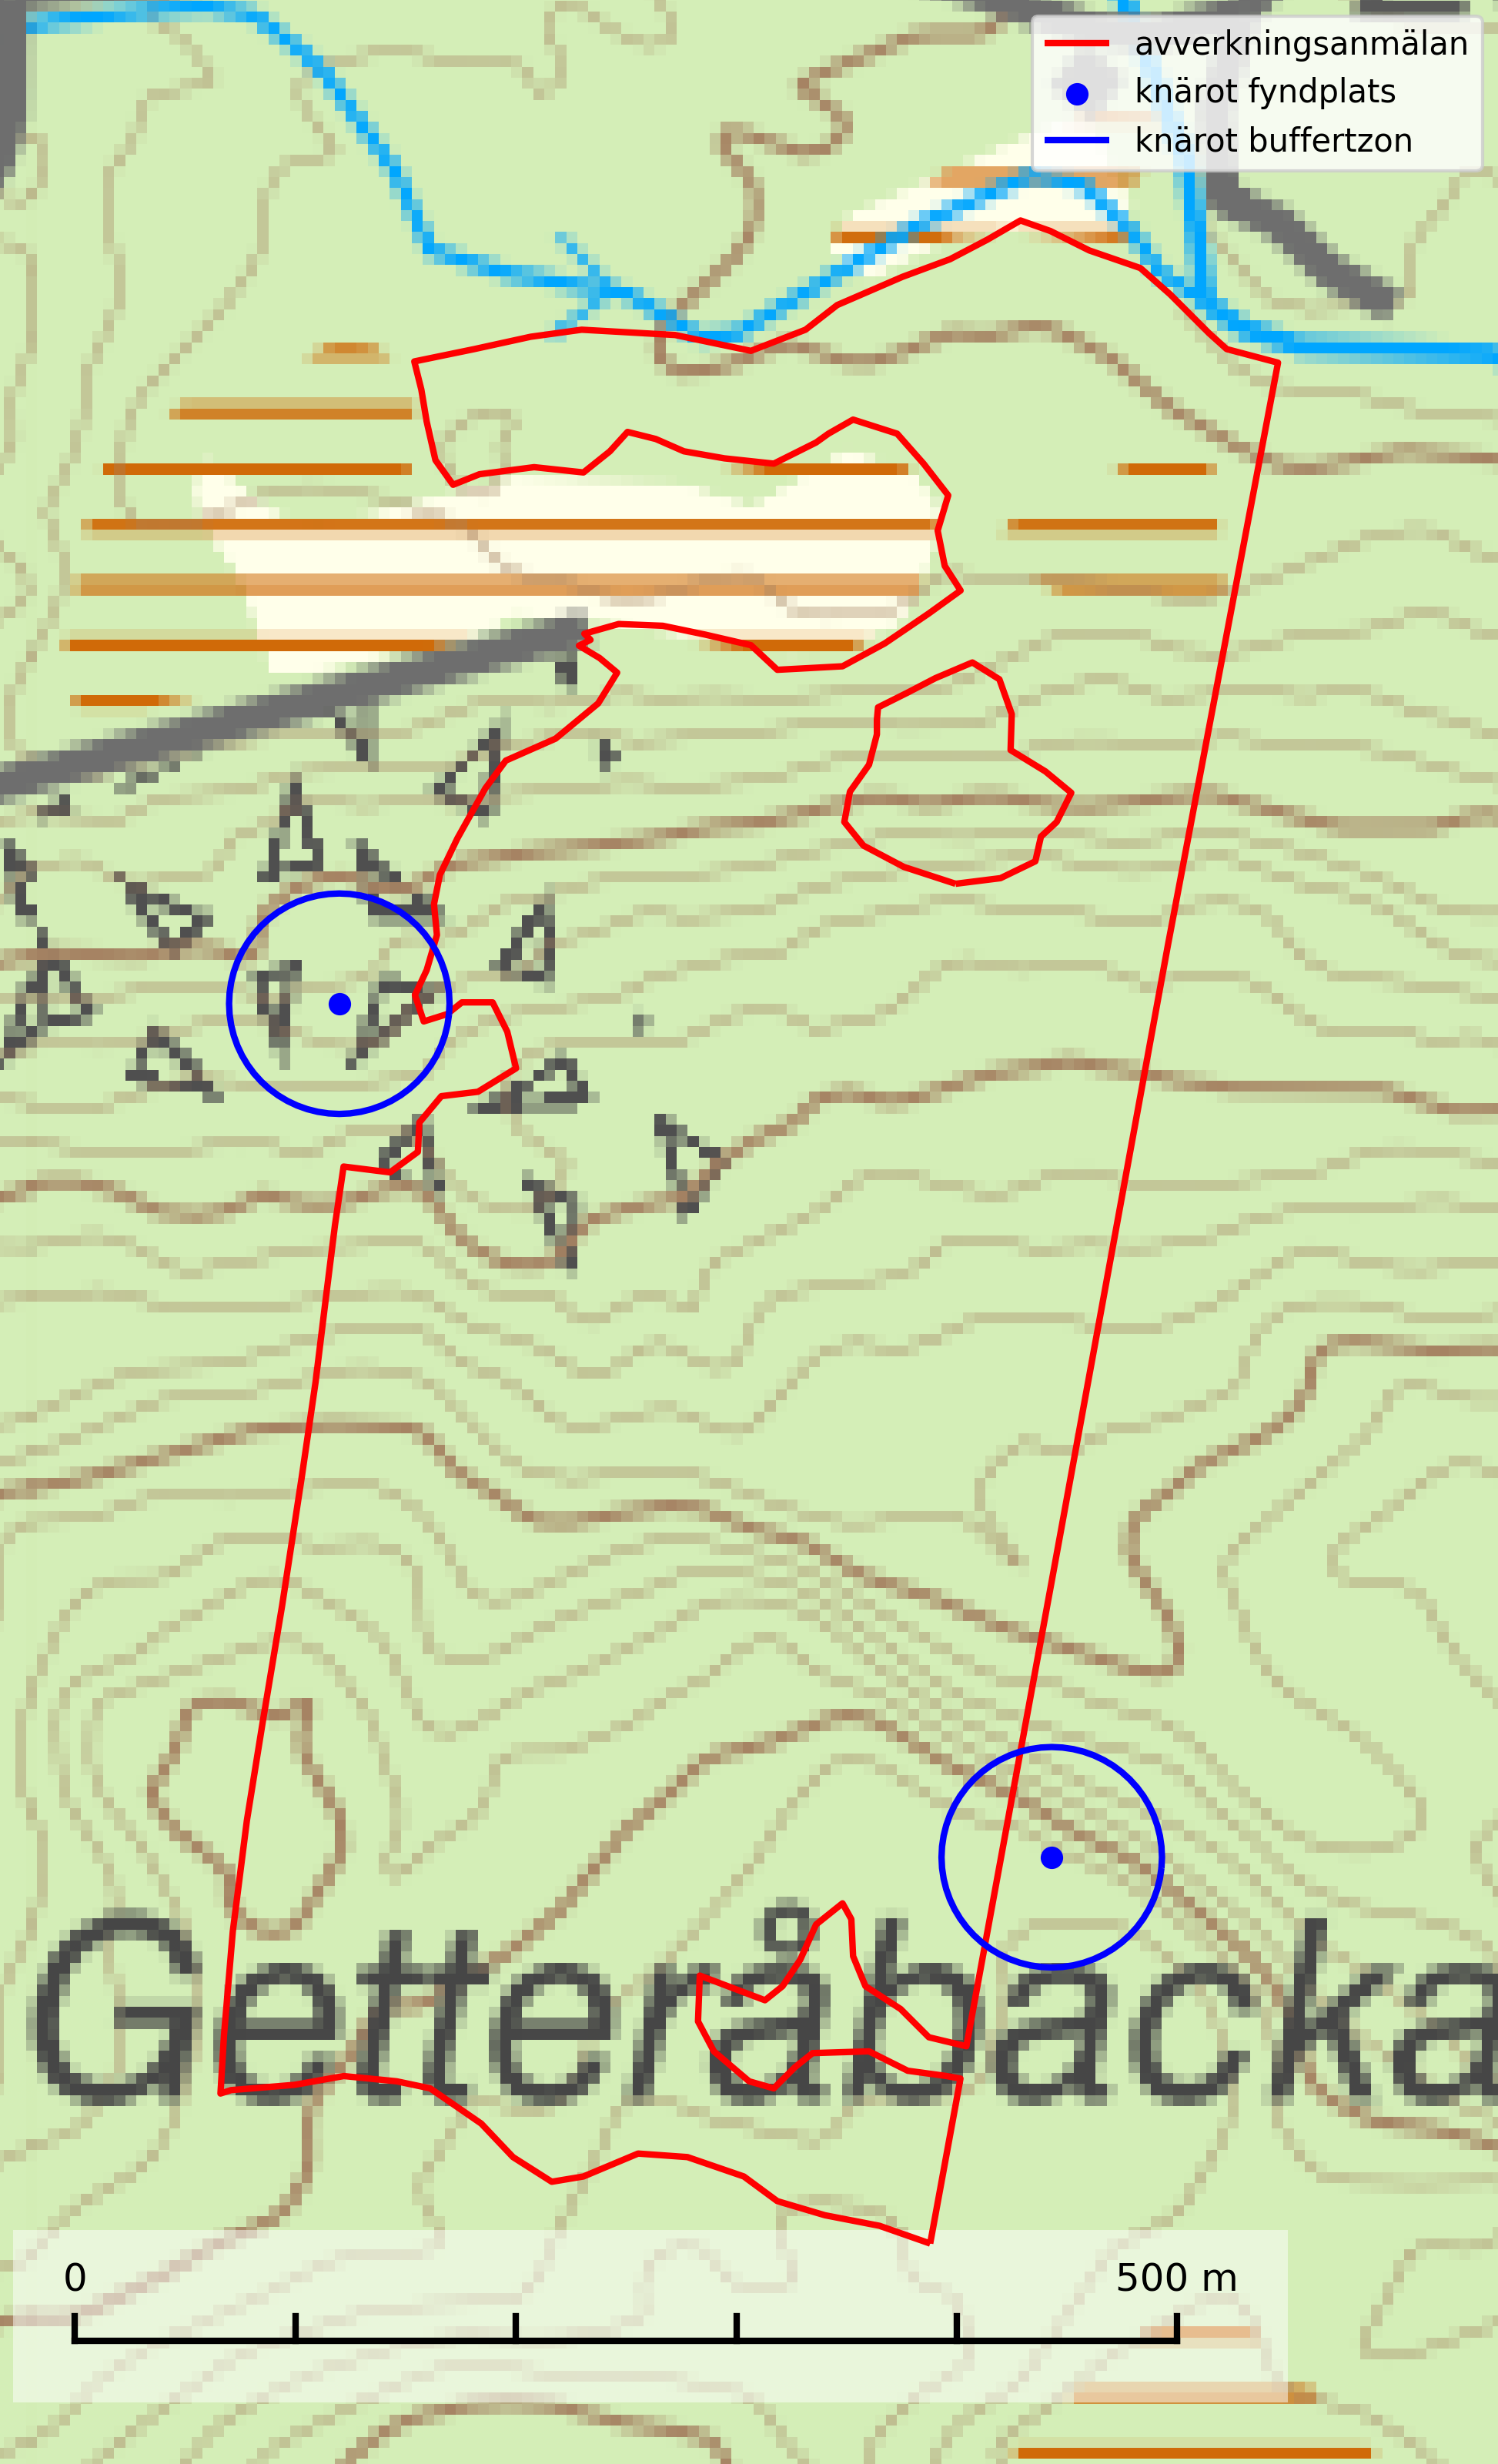 avverkningsanmälan
knärot fyndplats
knärot buffertzon
Getteråbacka
0 500 m